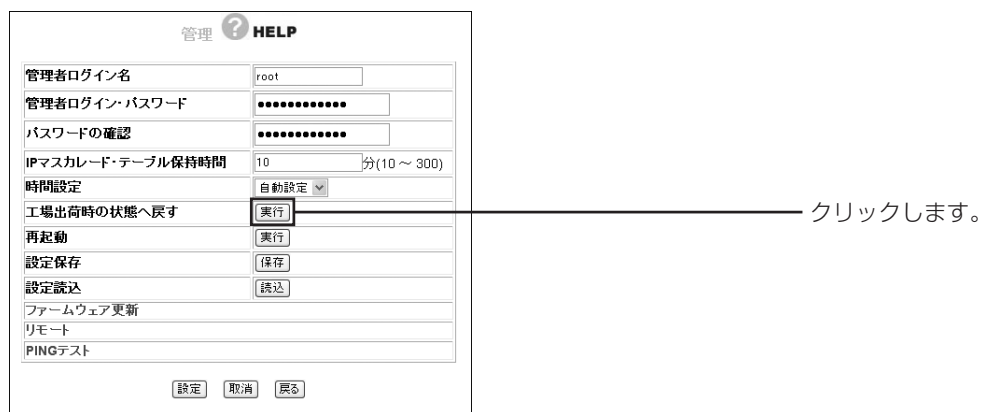 管理 ? HELP
管理者ログイン名 root
管理者ログイン・パスワード ●●●●●●●●●●●●
パスワードの確認 ●●●●●●●●●●●●
IPマスカレード・テーブル保持時間 10 分(10 ～ 300)
時間設定 自動設定
工場出荷時の状態へ戻す 実行 クリックします。
再起動 実行
設定保存 保存
設定読込 読込
ファームウェア更新
リモート
PINGテスト
設定 取消 戻る